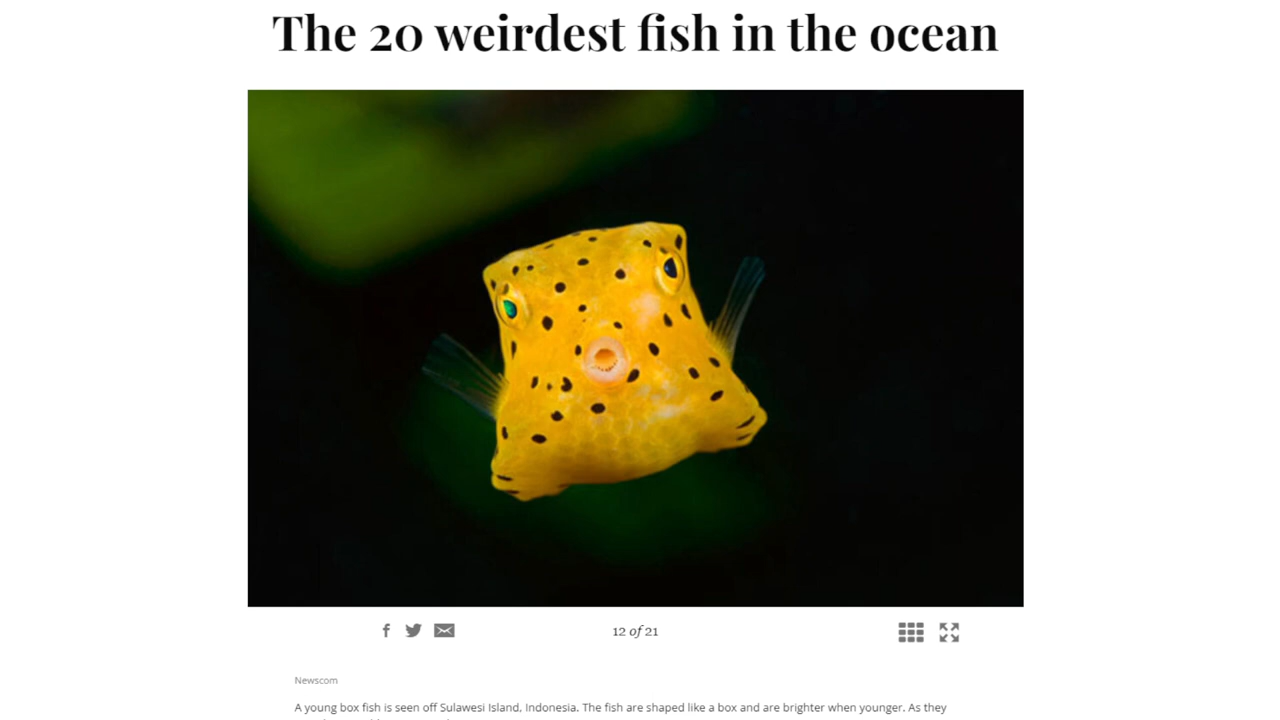 The 20 weirdest fish in the ocean
12 of 21
Newscom
A young box fish is seen off Sulawesi Island, Indonesia. The fish are shaped like a box and are brighter when younger. As they